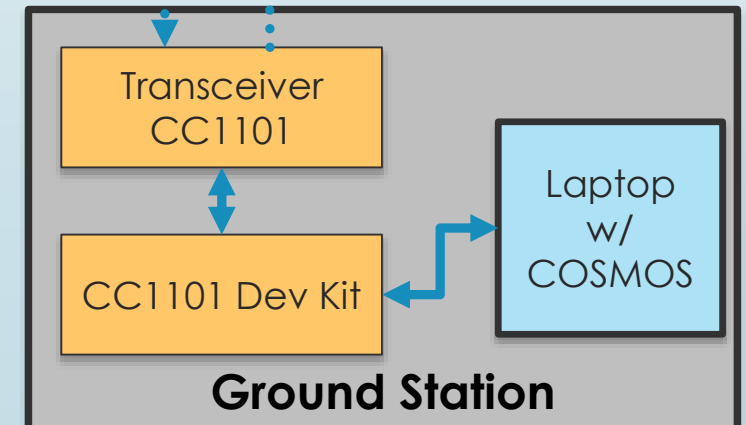 Transceiver
CC1101
Laptop
w/
COSMOS
CC1101 Dev Kit
Ground Station